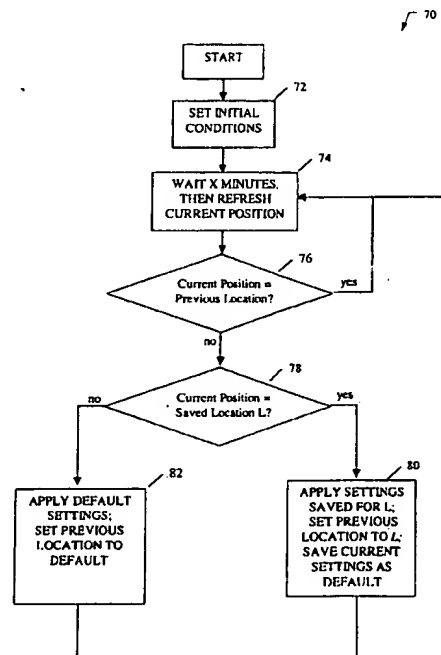 70
START
72
SET INITIAL
CONDITIONS
74
WAIT X MINUTES,
THEN REFRESH
CURRENT POSITION
76
Current Position =
Previous Location?
yes
no
78
Current Position =
Saved Location L?
no
yes
82
APPLY DEFAULT
SETTINGS;
SET PREVIOUS
LOCATION TO
DEFAULT
80
APPLY SETTINGS
SAVED FOR L;
SET PREVIOUS
LOCATION TO L;
SAVE CURRENT
SETTINGS AS
DEFAULT